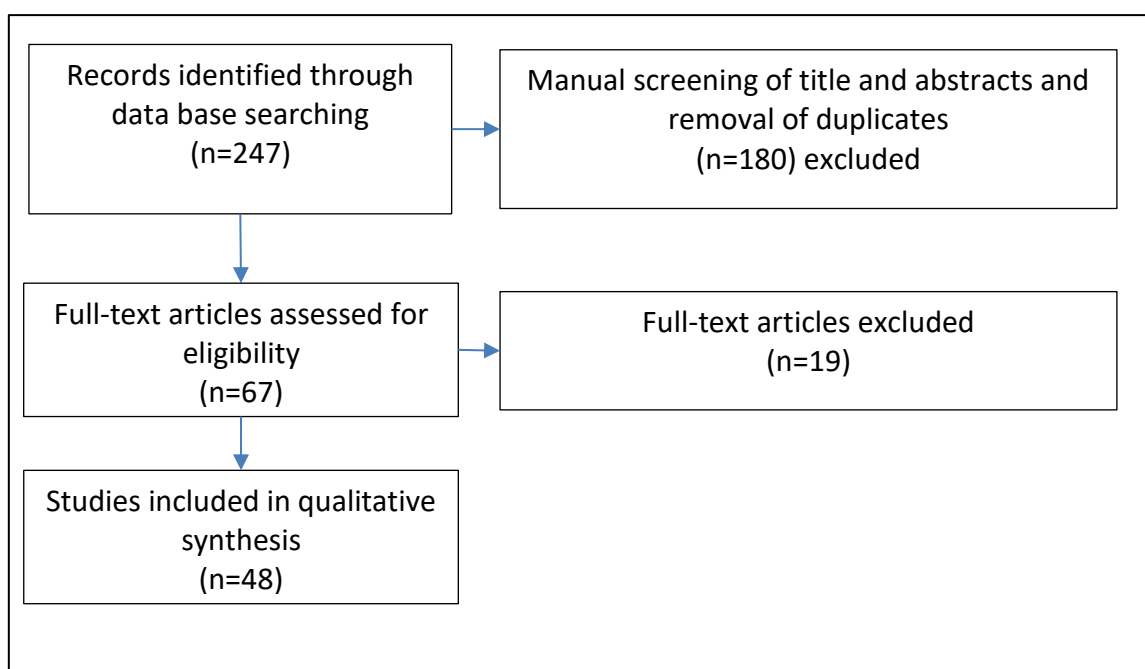 Records identified through
data base searching
(n=247)
Manual screening of title and abstracts and
removal of duplicates
(n=180) excluded
Full-text articles assessed for
eligibility
(n=67)
Full-text articles excluded
(n=19)
Studies included in qualitative
synthesis
(n=48)